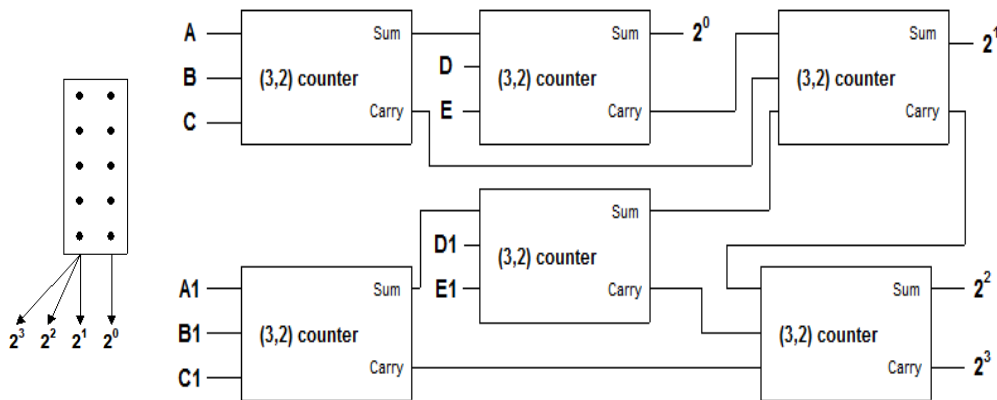 A
B
C
Sum
(3,2) counter
Carry
D
E
Sum
(3,2) counter
Carry
2^0
Sum
(3,2) counter
Carry
2^1
2^3 2^2 2^1 2^0
D1
E1
Sum
(3,2) counter
Carry
A1
B1
C1
Sum
(3,2) counter
Carry
Sum
(3,2) counter
Carry
2^2
2^3